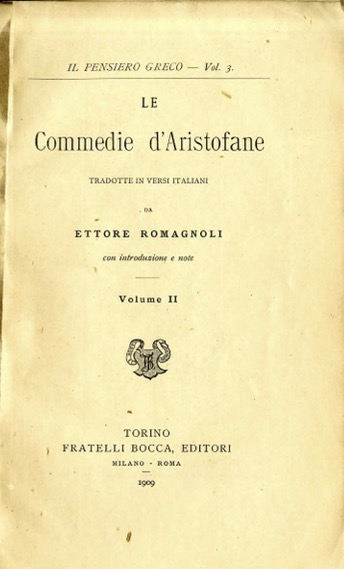 IL PENSIERO GRECO — Vol. 3.
LE
Commedie d'Aristofane
TRADOTTE IN VERSI ITALIANI
DA
ETTORE ROMAGNOLI
con introduzione e note
Volume II
TORINO
FRATELLI BOCCA, EDITORI
MILANO - ROMA
1909